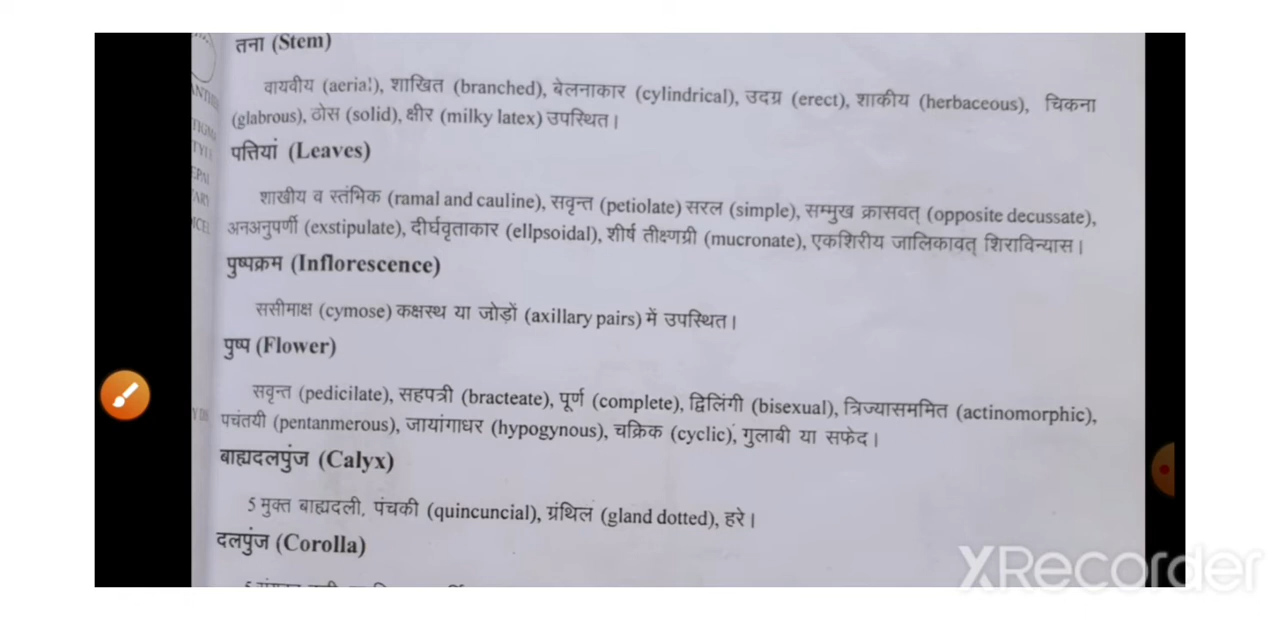 तना (Stem)
वायवीय (aerial), शाखित (branched), बेलनाकार (cylindrical), उदग्र (erect), शाकीय (herbaceous), चिकना
(glabrous), ठोस (solid), क्षीर (milky latex) उपस्थित।
पत्तियां (Leaves)
शाखीय व स्तंभिक (ramal and cauline), सवृन्त (petiolate) सरल (simple), सम्मुख क्रासवत् (opposite decussate),
अनअनुपर्णी (exstipulate), दीर्घवृताकार (ellpsoidal), शीर्ष तीक्ष्णग्री (mucronate), एकशिरीय जालिकावत् शिराविन्यास।
पुष्पक्रम (Inflorescence)
ससीमाक्ष (cymose) कक्षस्थ या जोड़ों (axillary pairs) में उपस्थित।
पुष्प (Flower)
सवृन्त (pedicilate), सहपत्री (bracteate), पूर्ण (complete), द्विलिंगी (bisexual), त्रिज्यासममित (actinomorphic),
पचंतयी (pentanmerous), जायांगाधर (hypogynous), चक्रिक (cyclic), गुलाबी या सफेद।
बाह्यदलपुंज (Calyx)
5 मुक्त बाह्यदली, पंचकी (quincuncial), ग्रंथिल (gland dotted), हरे।
दलपुंज (Corolla)
XRecorder